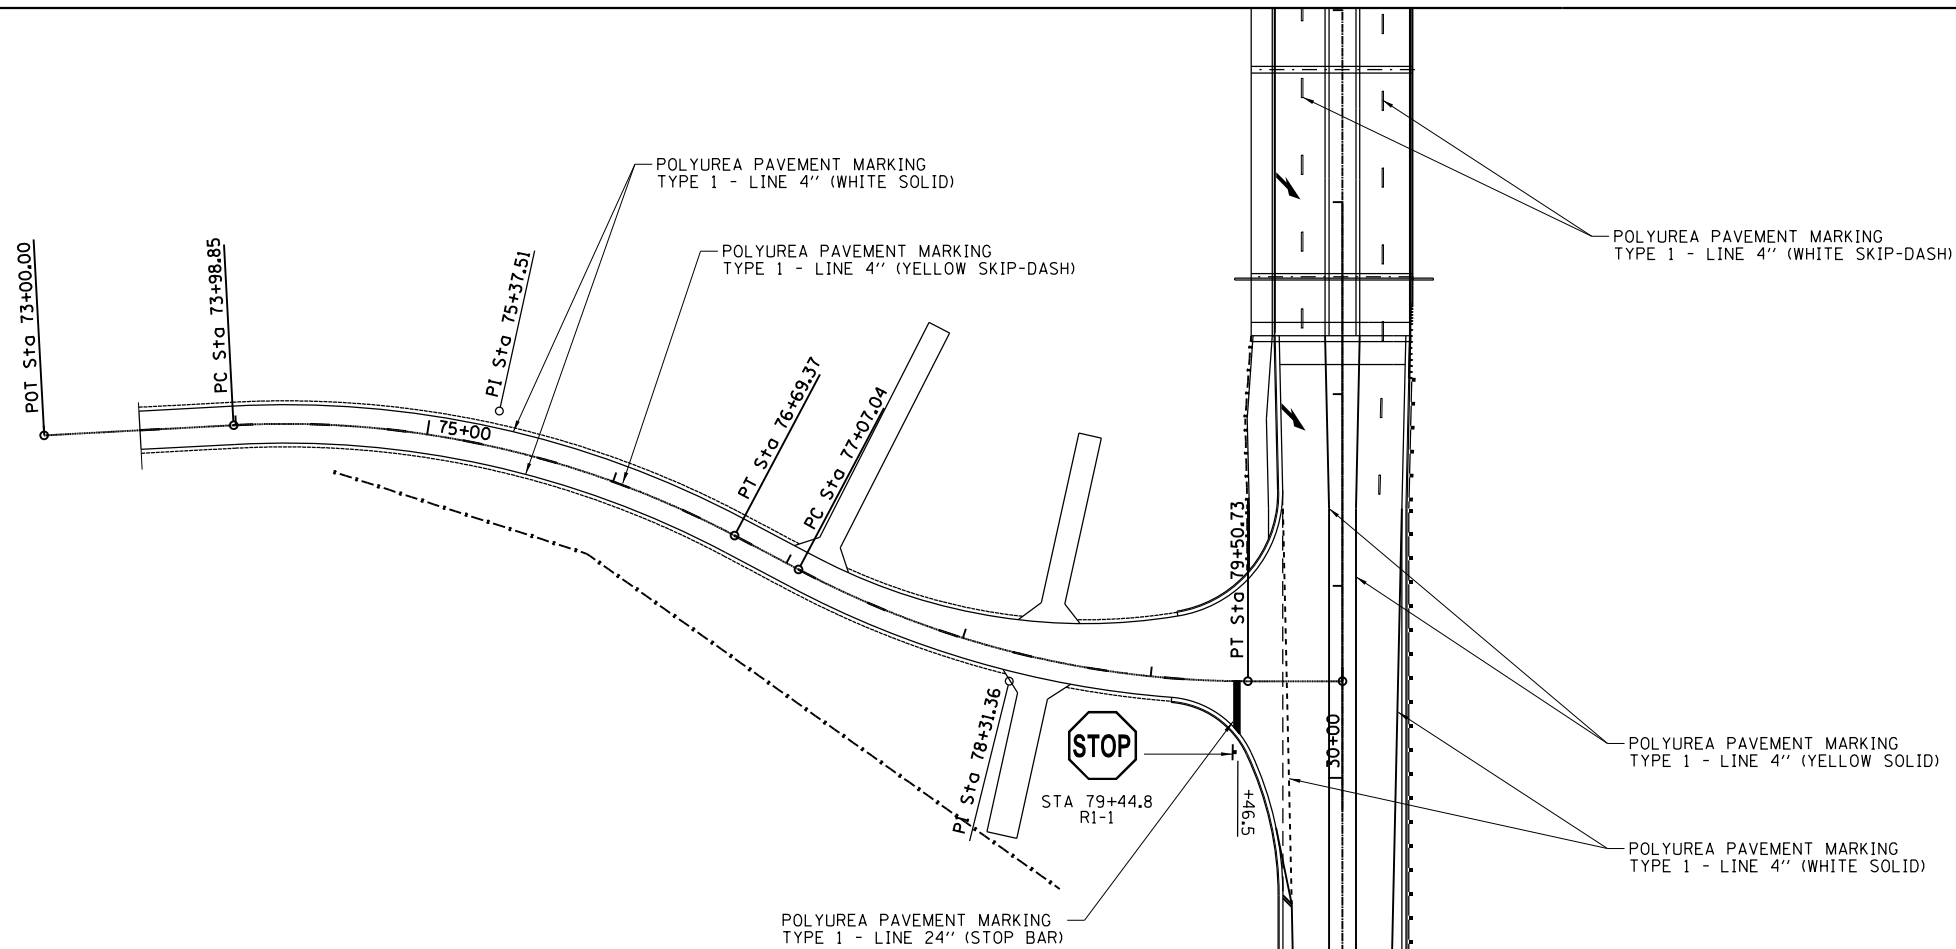 POLYUREA PAVEMENT MARKING
TYPE 1 - LINE 4'' (WHITE SOLID)
POLYUREA PAVEMENT MARKING
TYPE 1 - LINE 4'' (YELLOW SKIP-DASH)
POLYUREA PAVEMENT MARKING
TYPE 1 - LINE 4'' (WHITE SKIP-DASH)
POT Sta 73+00.00
PC Sta 73+98.85
PI Sta 75+37.51
75+00
PT Sta 76+69.37
PC Sta 77+07.04
PT Sta 79+50.73
PI Sta 78+31.36
STOP
STA 79+44.8
R1-1
+46.5
30+00
POLYUREA PAVEMENT MARKING
TYPE 1 - LINE 4'' (YELLOW SOLID)
POLYUREA PAVEMENT MARKING
TYPE 1 - LINE 4'' (WHITE SOLID)
POLYUREA PAVEMENT MARKING
TYPE 1 - LINE 24'' (STOP BAR)